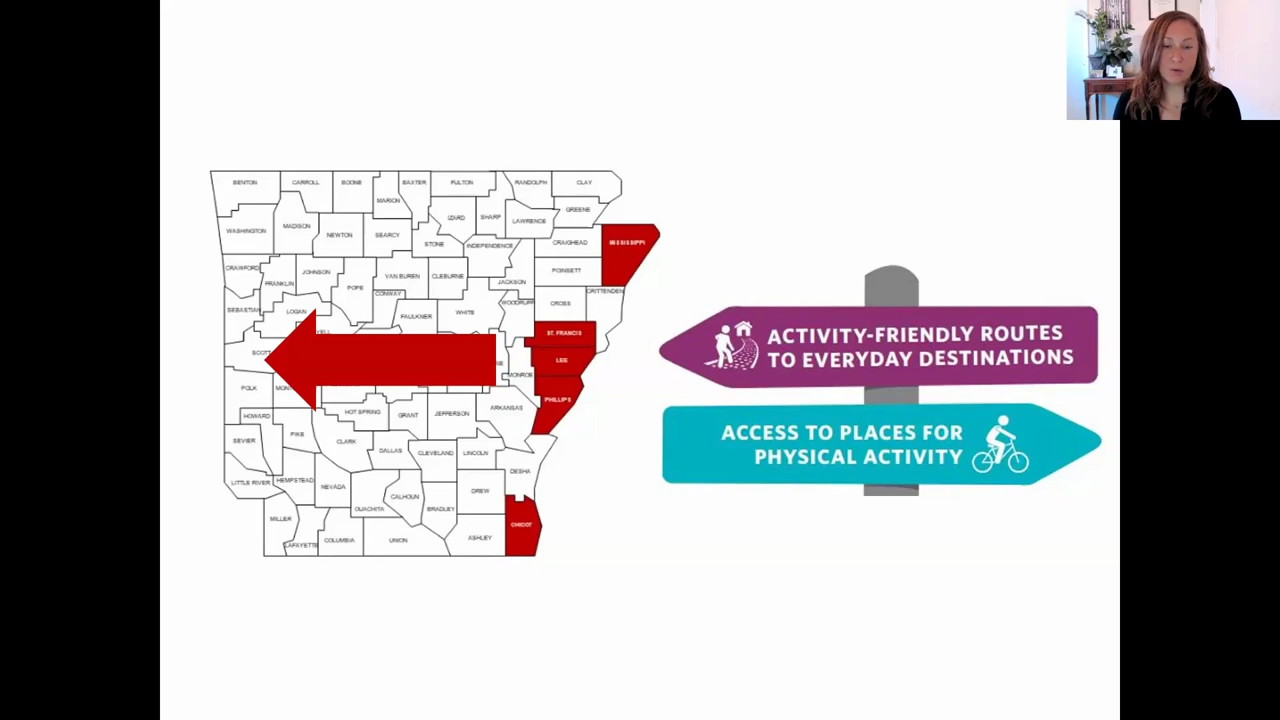 BENTON
CARROLL
BOONE
BAXTER
FULTON
RANDOLPH
CLAY
MARION
GREENE
IZARD
SHARP
LAWRENCE
WASHINGTON
MADISON
NEWTON
SEARCY
STONE
INDEPENDENCE
CRAIGHEAD
MISSISSIPPI
CRAWFORD
FRANKLIN
JOHNSON
POPE
VAN BUREN
CLEBURNE
JACKSON
POINSETT
CONWAY
CRITTENDEN
SEBASTIAN
LOGAN
FAULKNER
WHITE
WOODRUFF
CROSS
YELL
ST. FRANCIS
SCOTT
LEE
MONROE
POLK
PHILLIPS
HOWARD
HOT SPRING
GRANT
JEFFERSON
ARKANSAS
SEVIER
PIKE
CLARK
DALLAS
CLEVELAND
LINCOLN
DESHA
LITTLE RIVER
HEMPSTEAD
NEVADA
CALHOUN
DREW
OUACHITA
BRADLEY
MILLER
LAFAYETTE
COLUMBIA
UNION
ASHLEY
CHICOT
ACTIVITY-FRIENDLY ROUTES
TO EVERYDAY DESTINATIONS
ACCESS TO PLACES FOR
PHYSICAL ACTIVITY